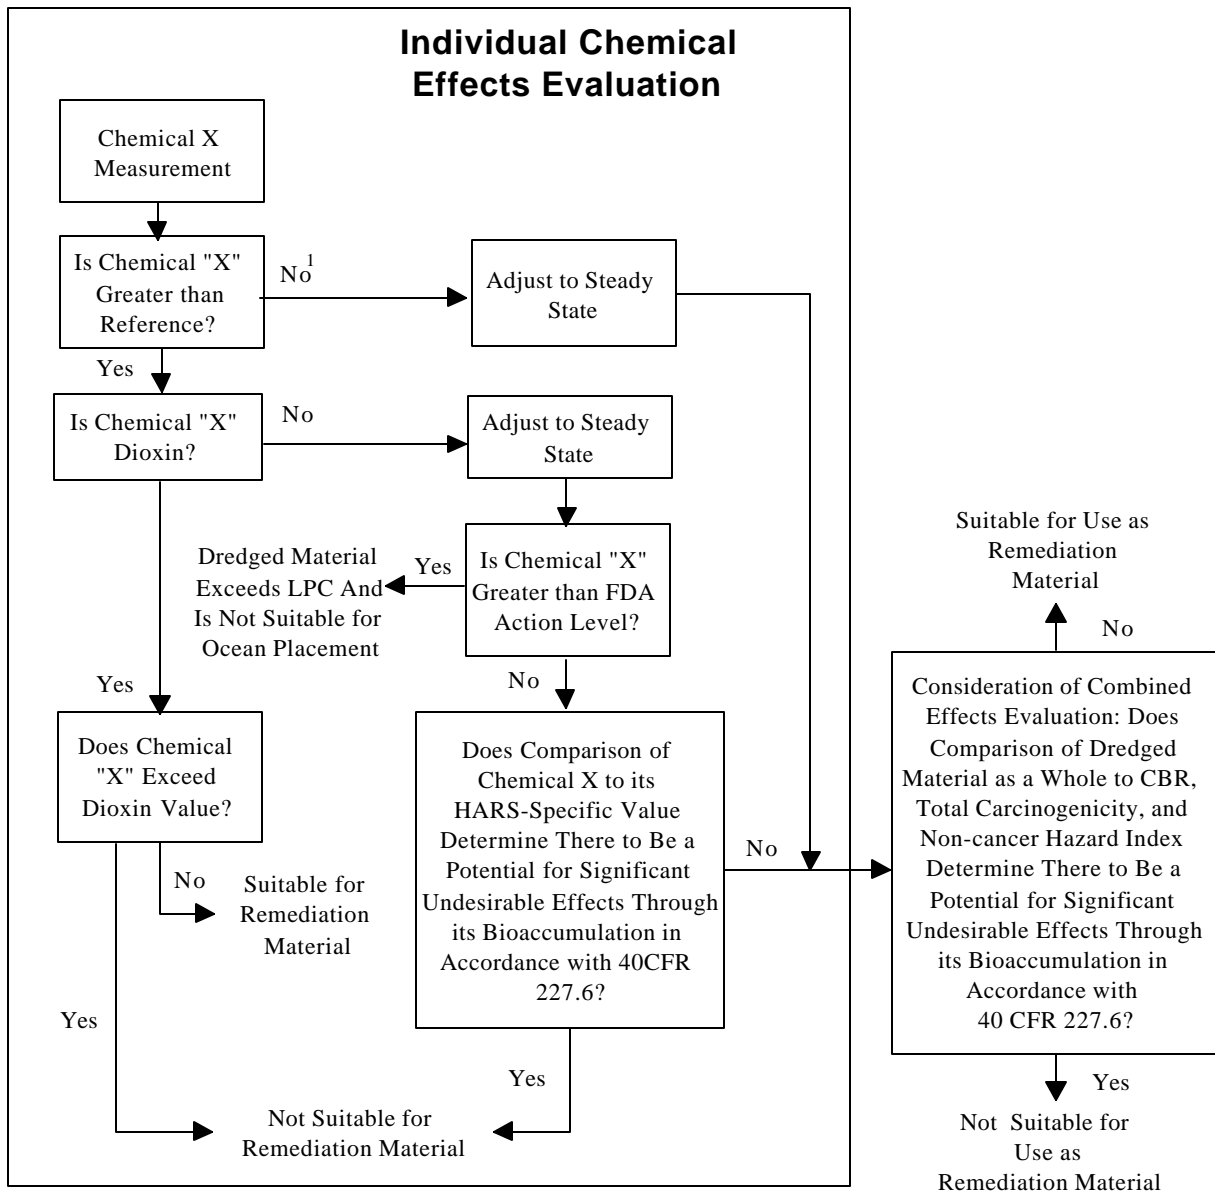 Individual Chemical
Effects Evaluation
Chemical X
Measurement
Is Chemical "X"
Greater than
Reference?
No1
Adjust to Steady
State
Yes
Is Chemical "X"
Dioxin?
No
Adjust to Steady
State
Dredged Material
Exceeds LPC And
Is Not Suitable for
Ocean Placement
Yes
Is Chemical "X"
Greater than FDA
Action Level?
No
Yes
Does Chemical
"X" Exceed
Dioxin Value?
No
Suitable for
Remediation
Material
Yes
Does Comparison of
Chemical X to its
HARS-Specific Value
Determine There to Be a
Potential for Significant
Undesirable Effects Through
its Bioaccumulation in
Accordance with 40CFR
227.6?
No
Yes
Not Suitable for
Remediation Material
Suitable for Use as
Remediation
Material
No
Consideration of Combined
Effects Evaluation: Does
Comparison of Dredged
Material as a Whole to CBR,
Total Carcinogenicity, and
Non-cancer Hazard Index
Determine There to Be a
Potential for Significant
Undesirable Effects Through
its Bioaccumulation in
Accordance with
40 CFR 227.6?
Yes
Not Suitable for
Use as
Remediation Material